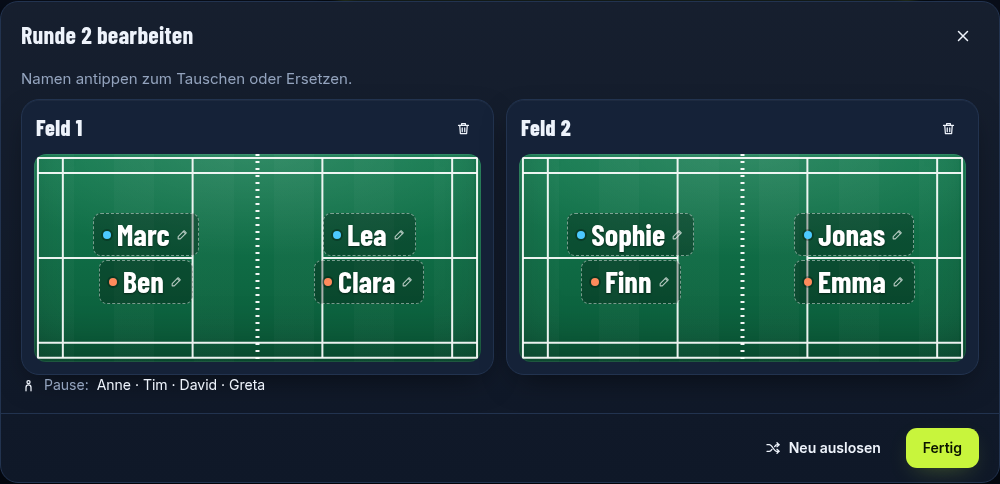 Runde 2 bearbeiten
Namen antippen zum Tauschen oder Ersetzen.
Feld 1
Marc
Lea
Ben
Clara
Feld 2
Sophie
Jonas
Finn
Emma
Pause: Anne · Tim · David · Greta
Neu auslosen
Fertig